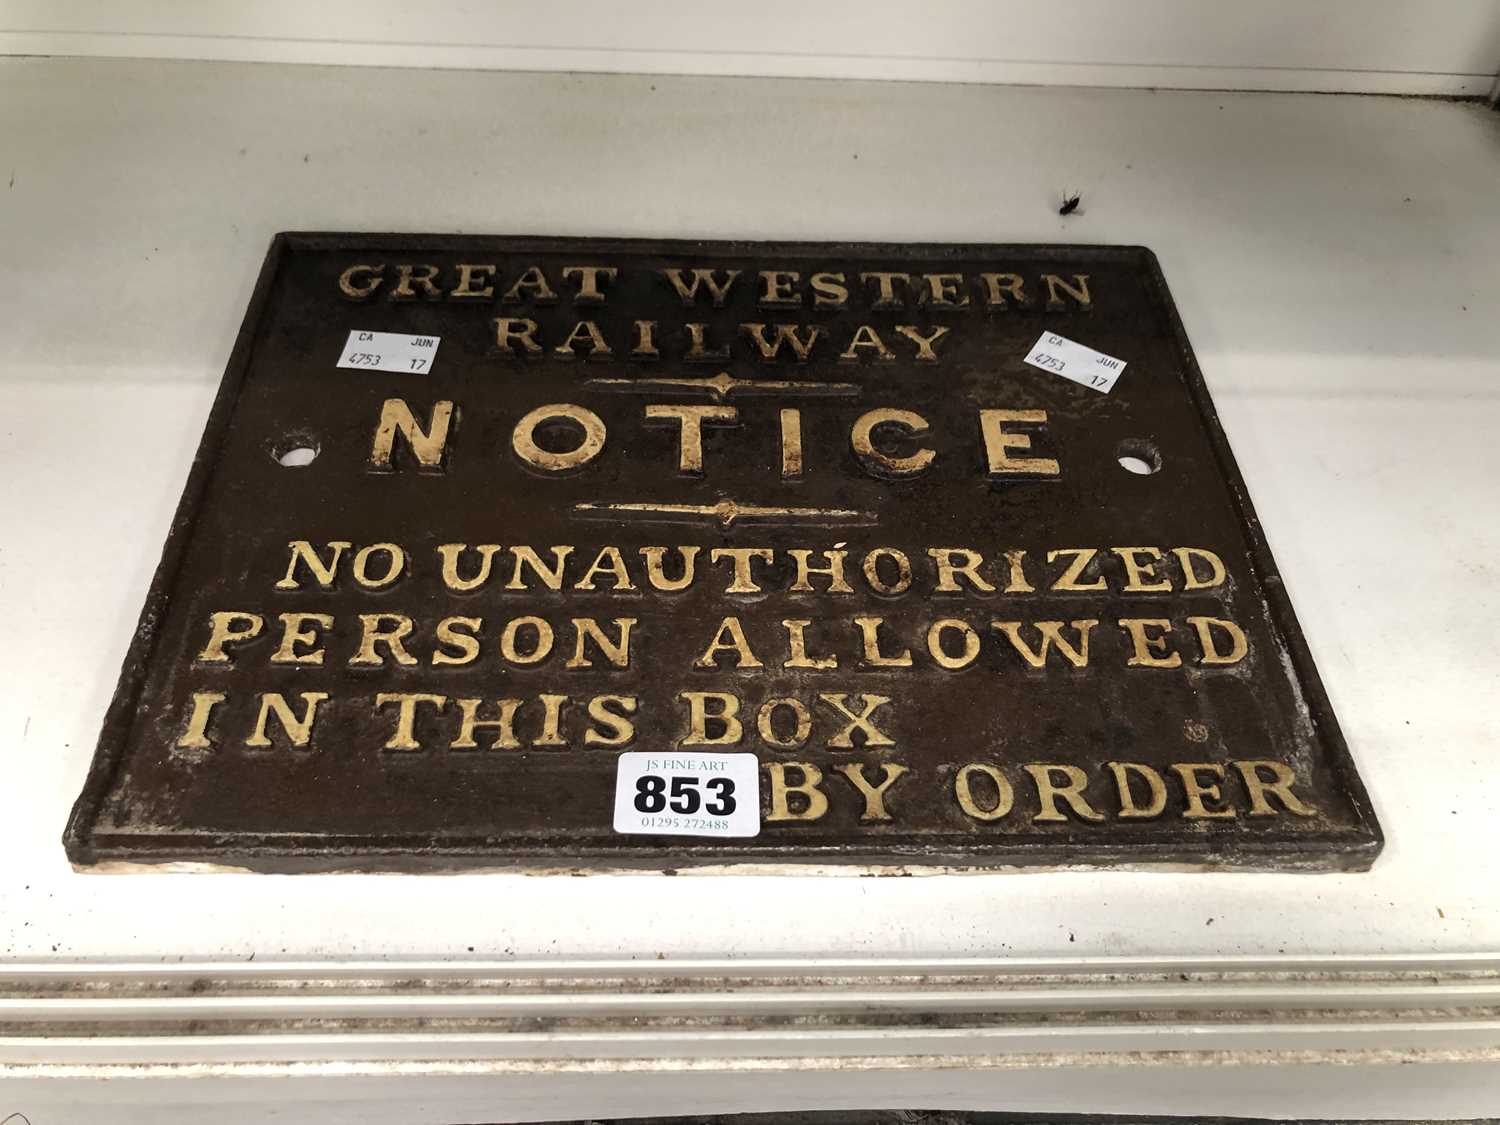 GREAT WESTERN
RAILWAY
CA JUN
4753 17
CA JUN
4753 17
NOTICE
NO UNAUTHORIZED
PERSON ALLOWED
IN THIS BOX
JS FINE ART
853
01295 272488
BY ORDER